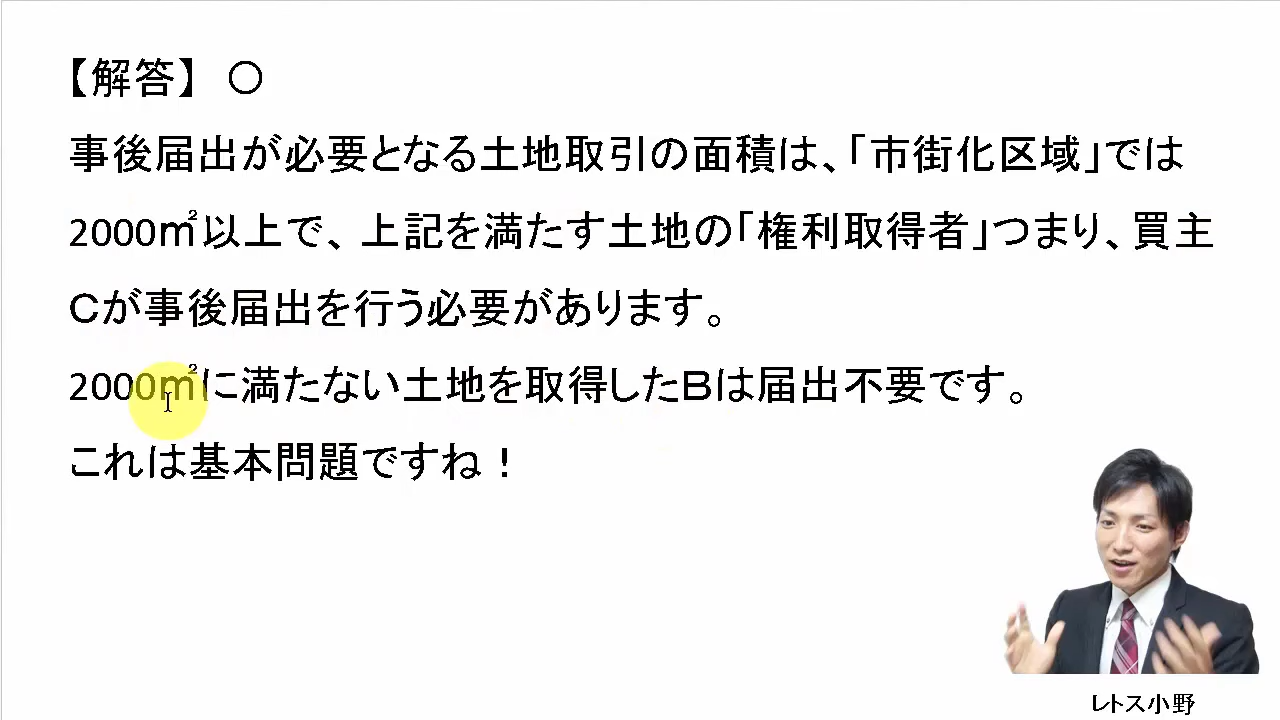 【解答】 ○
事後届出が必要となる土地取引の面積は、「市街化区域」では
2000㎡以上で、上記を満たす土地の「権利取得者」つまり、買主
Cが事後届出を行う必要があります。
2000㎡に満たない土地を取得したBは届出不要です。
これは基本問題ですね！
レトス小野